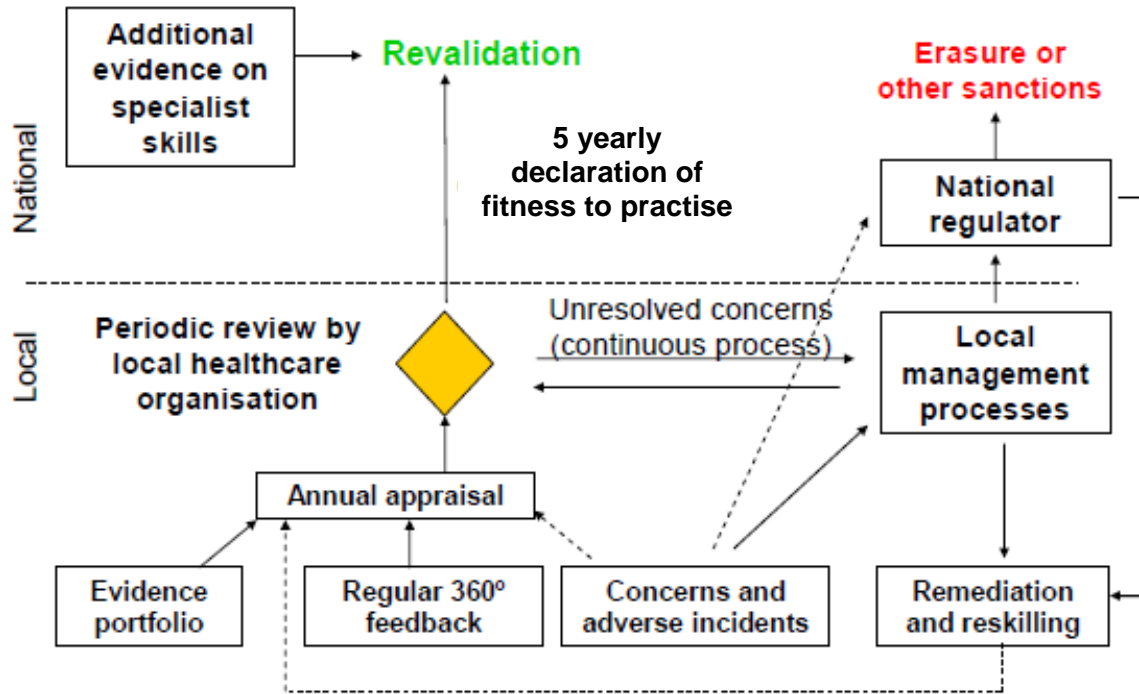 Additional
evidence on
specialist
skills
Revalidation
Erasure or
other sanctions
National
5 yearly
declaration of
fitness to practise
National
regulator
Local
Periodic review by
local healthcare
organisation
Unresolved concerns
(continuous process)
Local
management
processes
Annual appraisal
Evidence
portfolio
Regular 360º
feedback
Concerns and
adverse incidents
Remediation
and reskilling